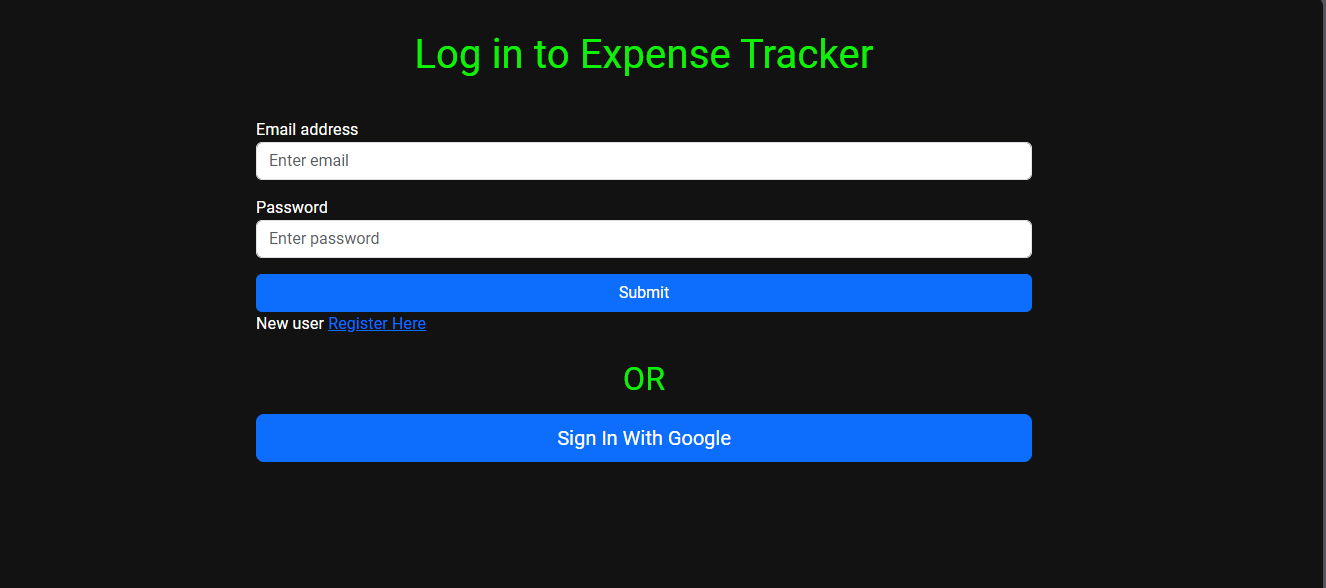 Log in to Expense Tracker
Email address
Enter email
Password
Enter password
Submit
New user Register Here
OR
Sign In With Google